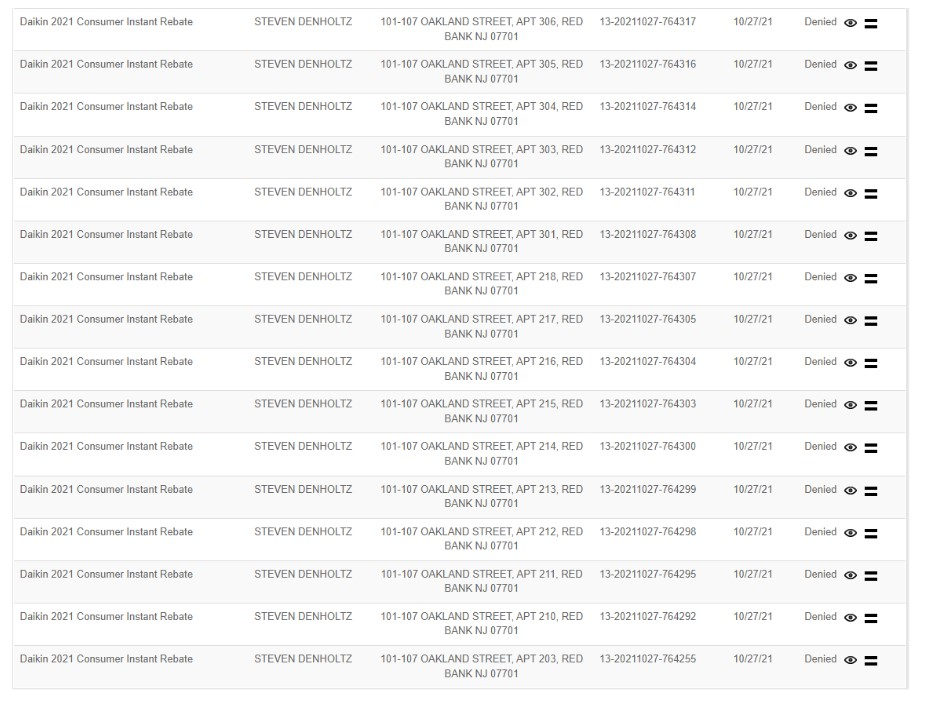 Daikin 2021 Consumer Instant Rebate STEVEN DENHOLTZ 101-107 OAKLAND STREET, APT 306, RED 13-20211027-764317 10/27/21 Denied
BANK NJ 07701
Daikin 2021 Consumer Instant Rebate STEVEN DENHOLTZ 101-107 OAKLAND STREET, APT 305, RED 13-20211027-764316 10/27/21 Denied
BANK NJ 07701
Daikin 2021 Consumer Instant Rebate STEVEN DENHOLTZ 101-107 OAKLAND STREET, APT 304, RED 13-20211027-764314 10/27/21 Denied
BANK NJ 07701
Daikin 2021 Consumer Instant Rebate STEVEN DENHOLTZ 101-107 OAKLAND STREET, APT 303, RED 13-20211027-764312 10/27/21 Denied
BANK NJ 07701
Daikin 2021 Consumer Instant Rebate STEVEN DENHOLTZ 101-107 OAKLAND STREET, APT 302, RED 13-20211027-764311 10/27/21 Denied
BANK NJ 07701
Daikin 2021 Consumer Instant Rebate STEVEN DENHOLTZ 101-107 OAKLAND STREET, APT 301, RED 13-20211027-764308 10/27/21 Denied
BANK NJ 07701
Daikin 2021 Consumer Instant Rebate STEVEN DENHOLTZ 101-107 OAKLAND STREET, APT 218, RED 13-20211027-764307 10/27/21 Denied
BANK NJ 07701
Daikin 2021 Consumer Instant Rebate STEVEN DENHOLTZ 101-107 OAKLAND STREET, APT 217, RED 13-20211027-764305 10/27/21 Denied
BANK NJ 07701
Daikin 2021 Consumer Instant Rebate STEVEN DENHOLTZ 101-107 OAKLAND STREET, APT 216, RED 13-20211027-764304 10/27/21 Denied
BANK NJ 07701
Daikin 2021 Consumer Instant Rebate STEVEN DENHOLTZ 101-107 OAKLAND STREET, APT 215, RED 13-20211027-764303 10/27/21 Denied
BANK NJ 07701
Daikin 2021 Consumer Instant Rebate STEVEN DENHOLTZ 101-107 OAKLAND STREET, APT 214, RED 13-20211027-764300 10/27/21 Denied
BANK NJ 07701
Daikin 2021 Consumer Instant Rebate STEVEN DENHOLTZ 101-107 OAKLAND STREET, APT 213, RED 13-20211027-764299 10/27/21 Denied
BANK NJ 07701
Daikin 2021 Consumer Instant Rebate STEVEN DENHOLTZ 101-107 OAKLAND STREET, APT 212, RED 13-20211027-764298 10/27/21 Denied
BANK NJ 07701
Daikin 2021 Consumer Instant Rebate STEVEN DENHOLTZ 101-107 OAKLAND STREET, APT 211, RED 13-20211027-764295 10/27/21 Denied
BANK NJ 07701
Daikin 2021 Consumer Instant Rebate STEVEN DENHOLTZ 101-107 OAKLAND STREET, APT 210, RED 13-20211027-764292 10/27/21 Denied
BANK NJ 07701
Daikin 2021 Consumer Instant Rebate STEVEN DENHOLTZ 101-107 OAKLAND STREET, APT 203, RED 13-20211027-764255 10/27/21 Denied
BANK NJ 07701